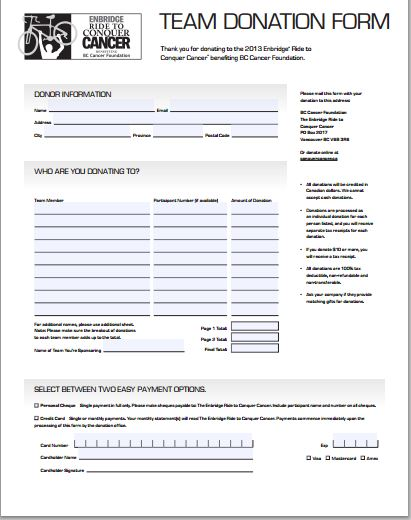 ENBRIDGE
RIDE TO
CONQUER
CANCER
BENEFITING
BC Cancer Foundation
TEAM DONATION FORM
Thank you for donating to the 2013 Enbridge® Ride to
Conquer Cancer® benefiting BC Cancer Foundation.
DONOR INFORMATION
Name Email
Address
City Province Postal Code
Please mail this form with your
donation to this address:
BC Cancer Foundation
The Enbridge Ride to
Conquer Cancer
PO Box 2017
Vancouver BC V6B 3R6
Or donate online at
conquercancer.ca
WHO ARE YOU DONATING TO?
Team Member Participant Number (if available) Amount of Donation
• All donations will be credited in
Canadian dollars. We cannot
accept cash donations.
• Donations are processed as
an individual donation for each
person listed, and you will receive
separate tax receipts for each
donation.
• If you donate $10 or more, you
will receive a tax receipt.
• All donations are 100% tax
deductible, non-refundable and
non-transferable.
• Ask your company if they provide
matching gifts for donations.
For additional names, please use additional sheet.
Note: Please make sure the breakout of donations
to each team member adds up to the total.
Name of Team You're Sponsoring
Page 1 Total:
Page 2 Total:
Final Total:
SELECT BETWEEN TWO EASY PAYMENT OPTIONS.
Personal Cheque Single payment in full only. Please make cheques payable to: The Enbridge Ride to Conquer Cancer. Include participant name and number on all cheques.
Credit Card Single or monthly payments. Your monthly statement(s) will read The Enbridge Ride to Conquer Cancer. Payments commence immediately upon the
processing of this form by the donation office.
Card Number Exp
Cardholder Name Visa Mastercard Amex
Cardholder Signature